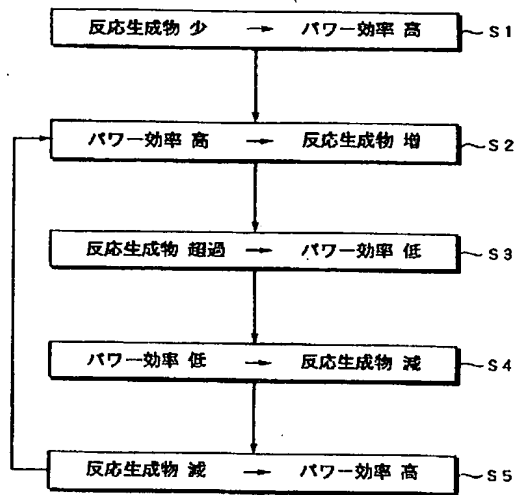 反応生成物 少 → パワー効率 高 S1
パワー効率 高 → 反応生成物 増 S2
反応生成物 超過 → パワー効率 低 S3
パワー効率 低 → 反応生成物 減 S4
反応生成物 減 → パワー効率 高 S5